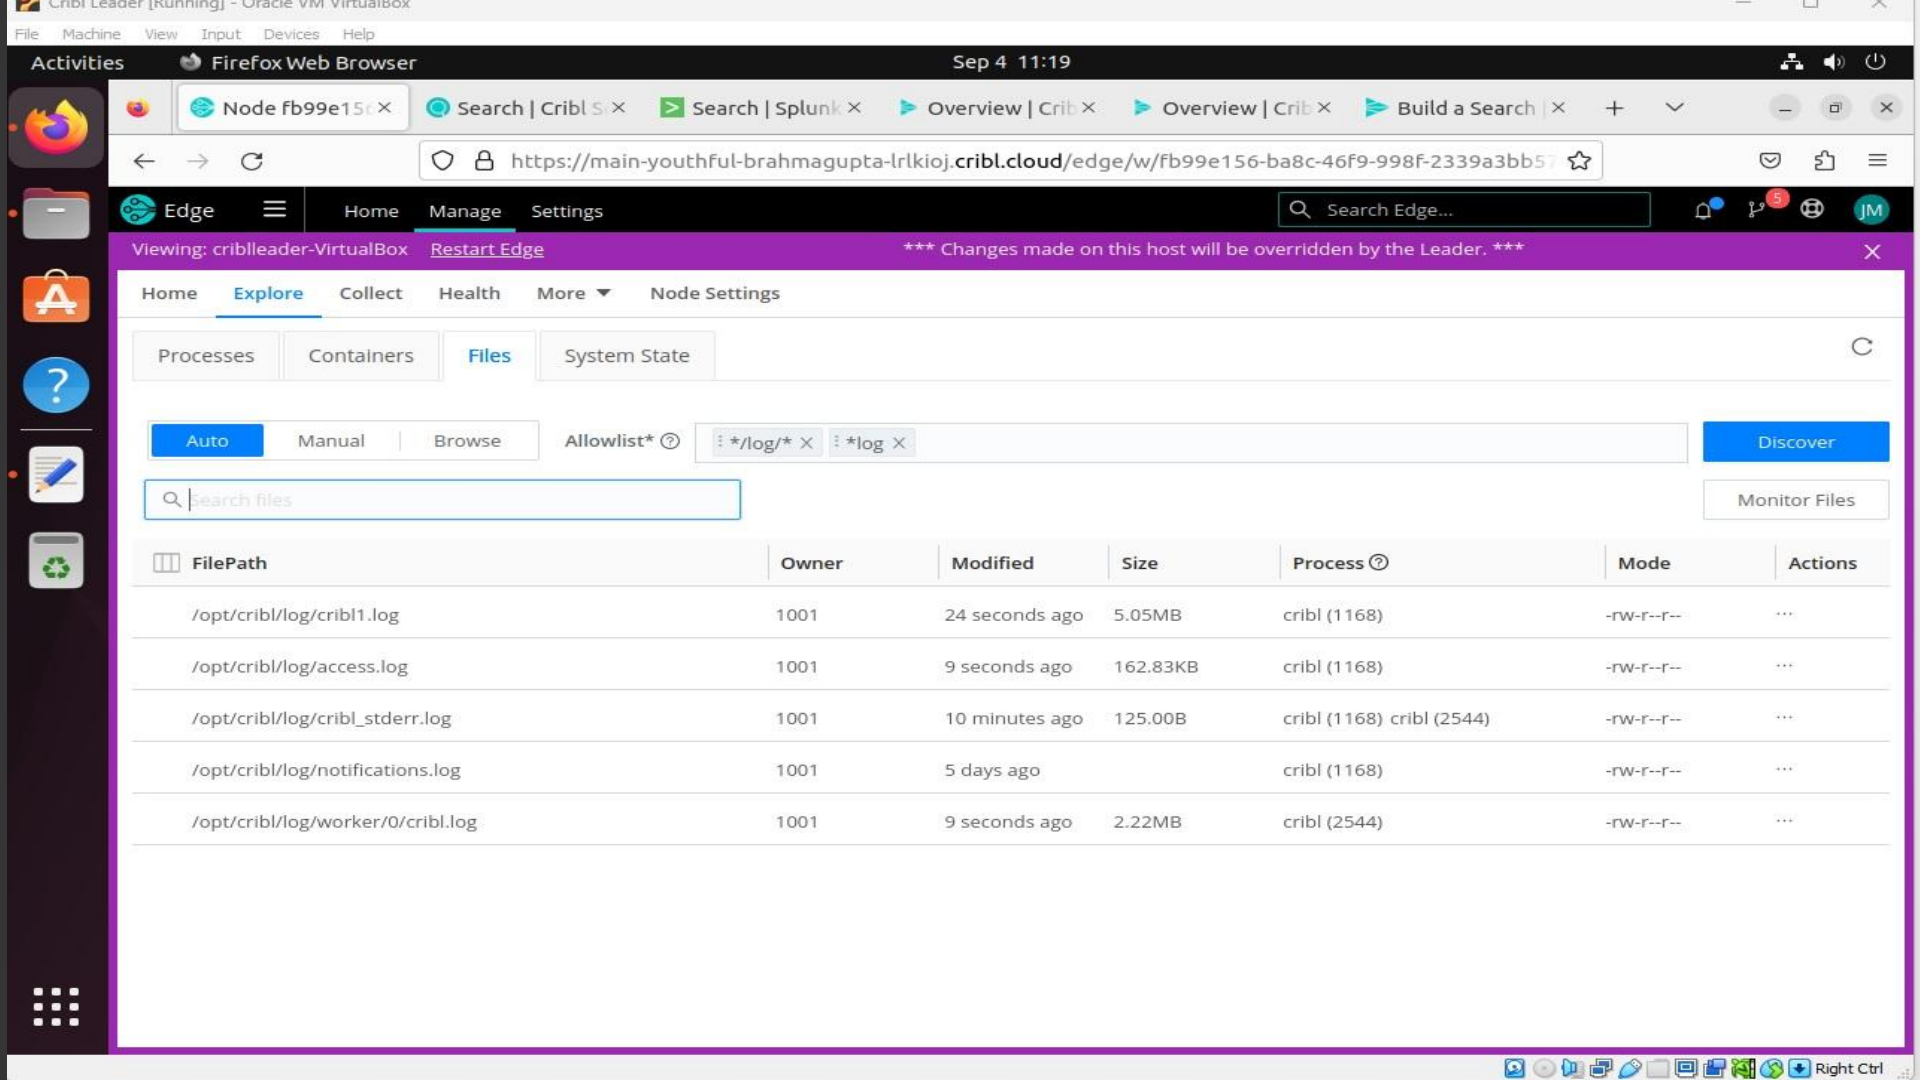 Cribl Leader [Running] - Oracle VM VirtualBox
File Machine View Input Devices Help
Activities Firefox Web Browser Sep 4 11:19
Node fb99e15 Search | Cribl S Search | Splunk Overview | Crib Overview | Crib Build a Search |
https://main-youthful-brahmagupta-lrlkioj.cribl.cloud/edge/w/fb99e156-ba8c-46f9-998f-2339a3bb57
Edge Home Manage Settings Search Edge... 5 JM
Viewing: criblleader-VirtualBox Restart Edge *** Changes made on this host will be overridden by the Leader. ***
Home Explore Collect Health More Node Settings
Processes Containers Files System State
Auto Manual Browse Allowlist* */log/* *log Discover
Search files Monitor Files
FilePath Owner Modified Size Process Mode Actions
/opt/cribl/log/cribl1.log 1001 24 seconds ago 5.05MB cribl (1168) -rw-r--r-- ...
/opt/cribl/log/access.log 1001 9 seconds ago 162.83KB cribl (1168) -rw-r--r-- ...
/opt/cribl/log/cribl_stderr.log 1001 10 minutes ago 125.00B cribl (1168) cribl (2544) -rw-r--r-- ...
/opt/cribl/log/notifications.log 1001 5 days ago cribl (1168) -rw-r--r-- ...
/opt/cribl/log/worker/0/cribl.log 1001 9 seconds ago 2.22MB cribl (2544) -rw-r--r-- ...
Right Ctrl